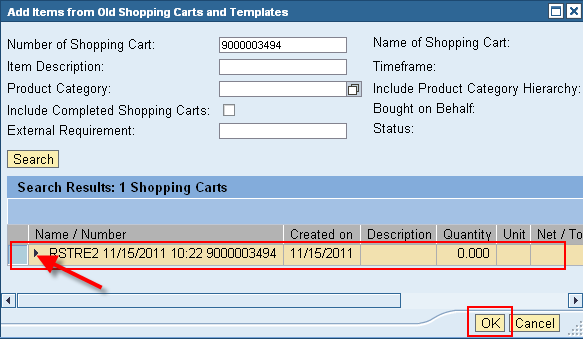 Add Items from Old Shopping Carts and Templates
Number of Shopping Cart: 9000003494 Name of Shopping Cart:
Item Description: Timeframe:
Product Category: Include Product Category Hierarchy:
Include Completed Shopping Carts: Bought on Behalf:
External Requirement: Status:
Search
Search Results: 1 Shopping Carts
Name / Number Created on Description Quantity Unit Net / To
RSTRE2 11/15/2011 10:22 9000003494 11/15/2011 0.000
OK Cancel